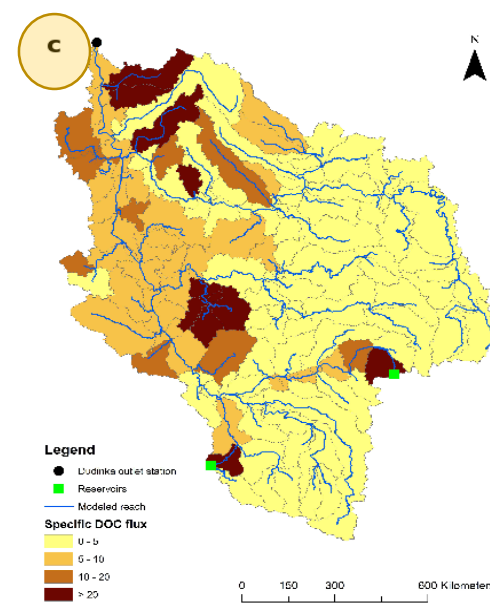 C
N
Legend
Dudinka outlet station
Reservoirs
Modeled reach
Specific DOC flux
0 - 5
5 - 10
10 - 20
> 20
0 150 300 600 Kilometer